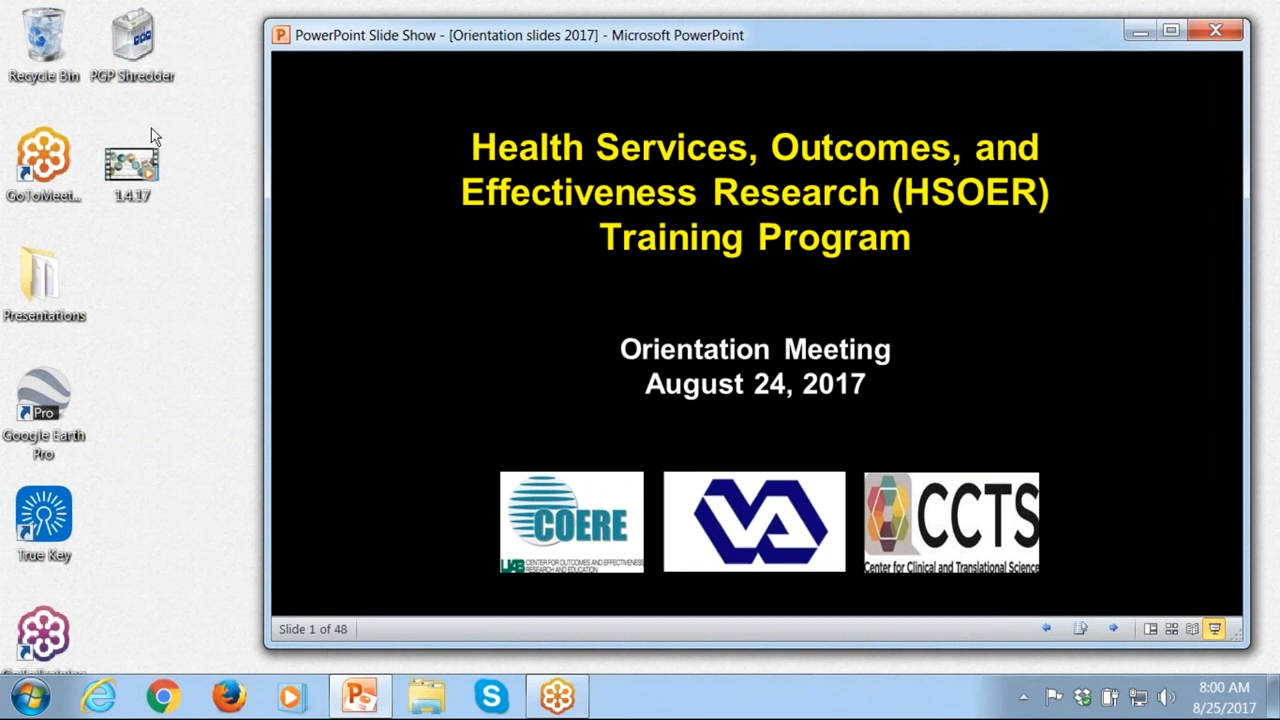 Recycle Bin
PGP Shredder
PowerPoint Slide Show - [Orientation slides 2017] - Microsoft PowerPoint
GoToMeet...
1.4.17
Presentations
Pro
Google Earth
Pro
True Key
Health Services, Outcomes, and
Effectiveness Research (HSOER)
Training Program
Orientation Meeting
August 24, 2017
COERE
UAB CENTER FOR OUTCOMES AND EFFECTIVENESS
RESEARCH AND EDUCATION
VA
CCTS
Center for Clinical and Translational Science
Slide 1 of 48
8:00 AM
8/25/2017